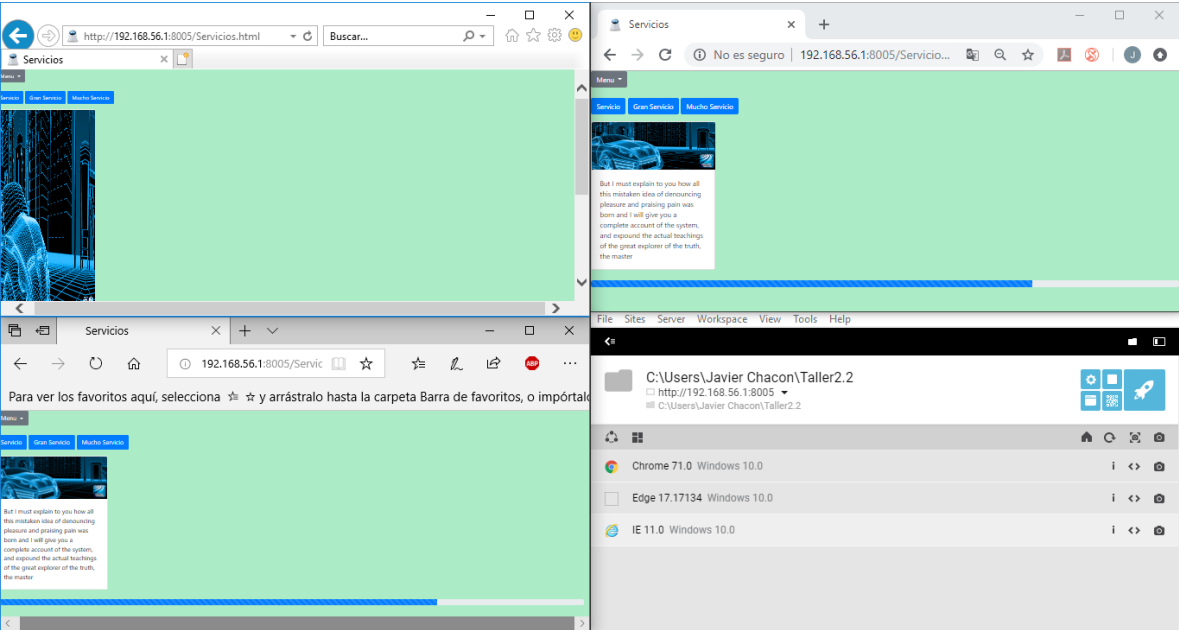 http://192.168.56.1:8005/Servicios.html
Buscar...
Servicios
Menu
Servicio Gran Servicio Mucho Servicio
Servicios
No es seguro 192.168.56.1:8005/Servicio...
J
Menu
Servicio Gran Servicio Mucho Servicio
But I must explain to you how all
this mistaken idea of denouncing
pleasure and praising pain was
born and I will give you a
complete account of the system,
and expound the actual teachings
of the great explorer of the truth,
the master
Servicios
192.168.56.1:8005/Servic
ABP
Para ver los favoritos aquí, selecciona y arrástralo hasta la carpeta Barra de favoritos, o impórtalo
Menu
Servicio Gran Servicio Mucho Servicio
But I must explain to you how all
this mistaken idea of denouncing
pleasure and praising pain was
born and I will give you a
complete account of the system,
and expound the actual teachings
of the great explorer of the truth,
the master
File Sites Server Workspace View Tools Help
C:\Users\Javier Chacon\Taller2.2
http://192.168.56.1:8005
C:\Users\Javier Chacon\Taller2.2
Chrome 71.0 Windows 10.0
Edge 17.17134 Windows 10.0
IE 11.0 Windows 10.0